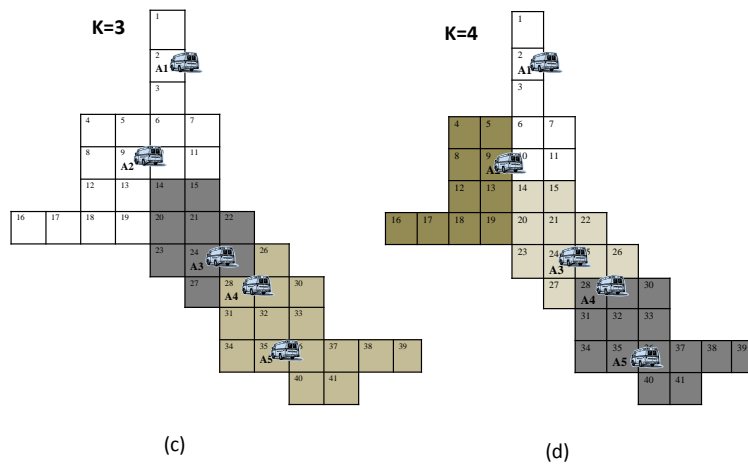 K=3
1
2
A1
3
4 5 6 7
8 9 11
A2
12 13 14 15
16 17 18 19 20 21 22
23 24 26
A3
27 28 30
A4
31 32 33
34 35 37 38 39
A5
40 41
(c)
K=4
1
2
A1
3
4 5 6 7
8 9 10 11
A2
12 13 14 15
16 17 18 19 20 21 22
23 24 26
A3
27 28 30
A4
31 32 33
34 35 37 38 39
A5
40 41
(d)